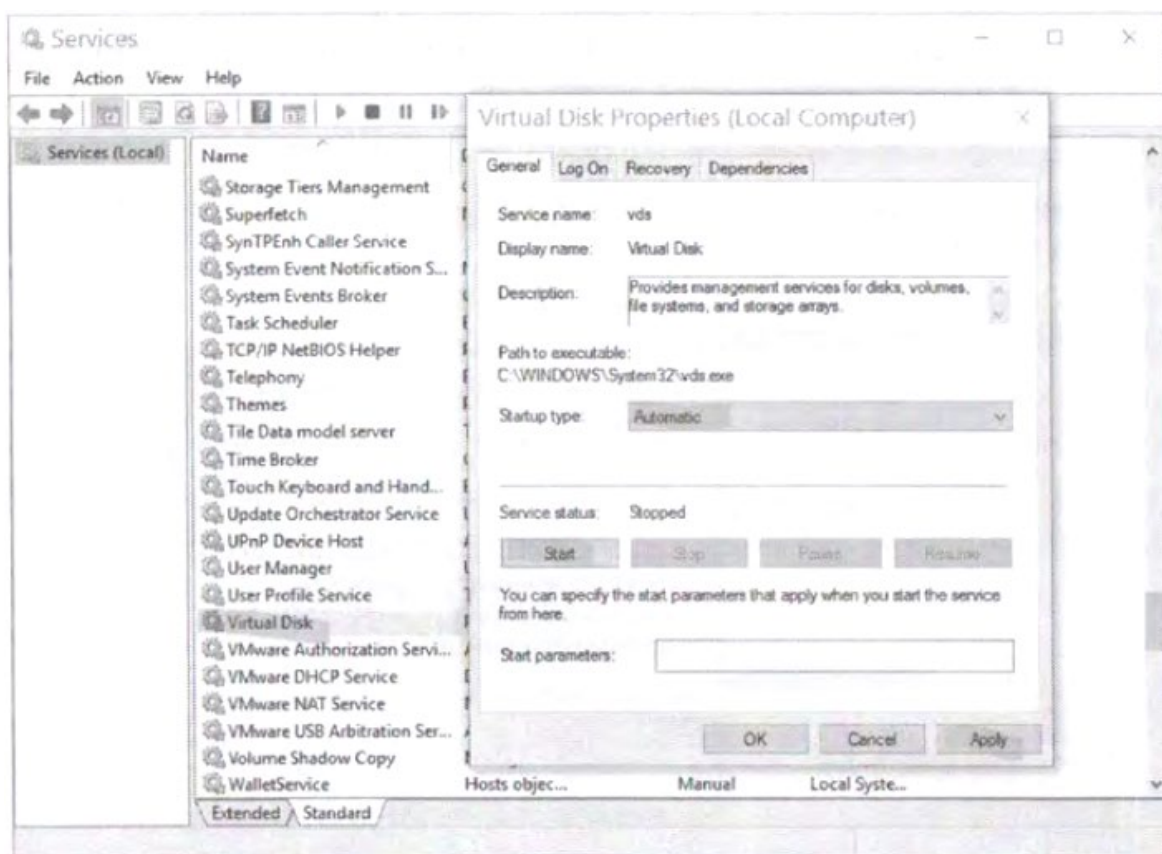 Services
File Action View Help
Services (Local)
Name
Storage Tiers Management
Superfetch
SynTPEnh Caller Service
System Event Notification S...
System Events Broker
Task Scheduler
TCP/IP NetBIOS Helper
Telephony
Themes
Tile Data model server
Time Broker
Touch Keyboard and Hand...
Update Orchestrator Service
UPnP Device Host
User Manager
User Profile Service
Virtual Disk
VMware Authorization Servi...
VMware DHCP Service
VMware NAT Service
VMware USB Arbitration Ser...
Volume Shadow Copy
WalletService Hosts objec... Manual Local Syste...
Extended Standard
Virtual Disk Properties (Local Computer)
General Log On Recovery Dependencies
Service name: vds
Display name: Virtual Disk
Description: Provides management services for disks, volumes,
file systems, and storage arrays.
Path to executable:
C:\WINDOWS\System32\vds.exe
Startup type: Automatic
Service status: Stopped
Start Stop Pause Resume
You can specify the start parameters that apply when you start the service
from here.
Start parameters:
OK Cancel Apply